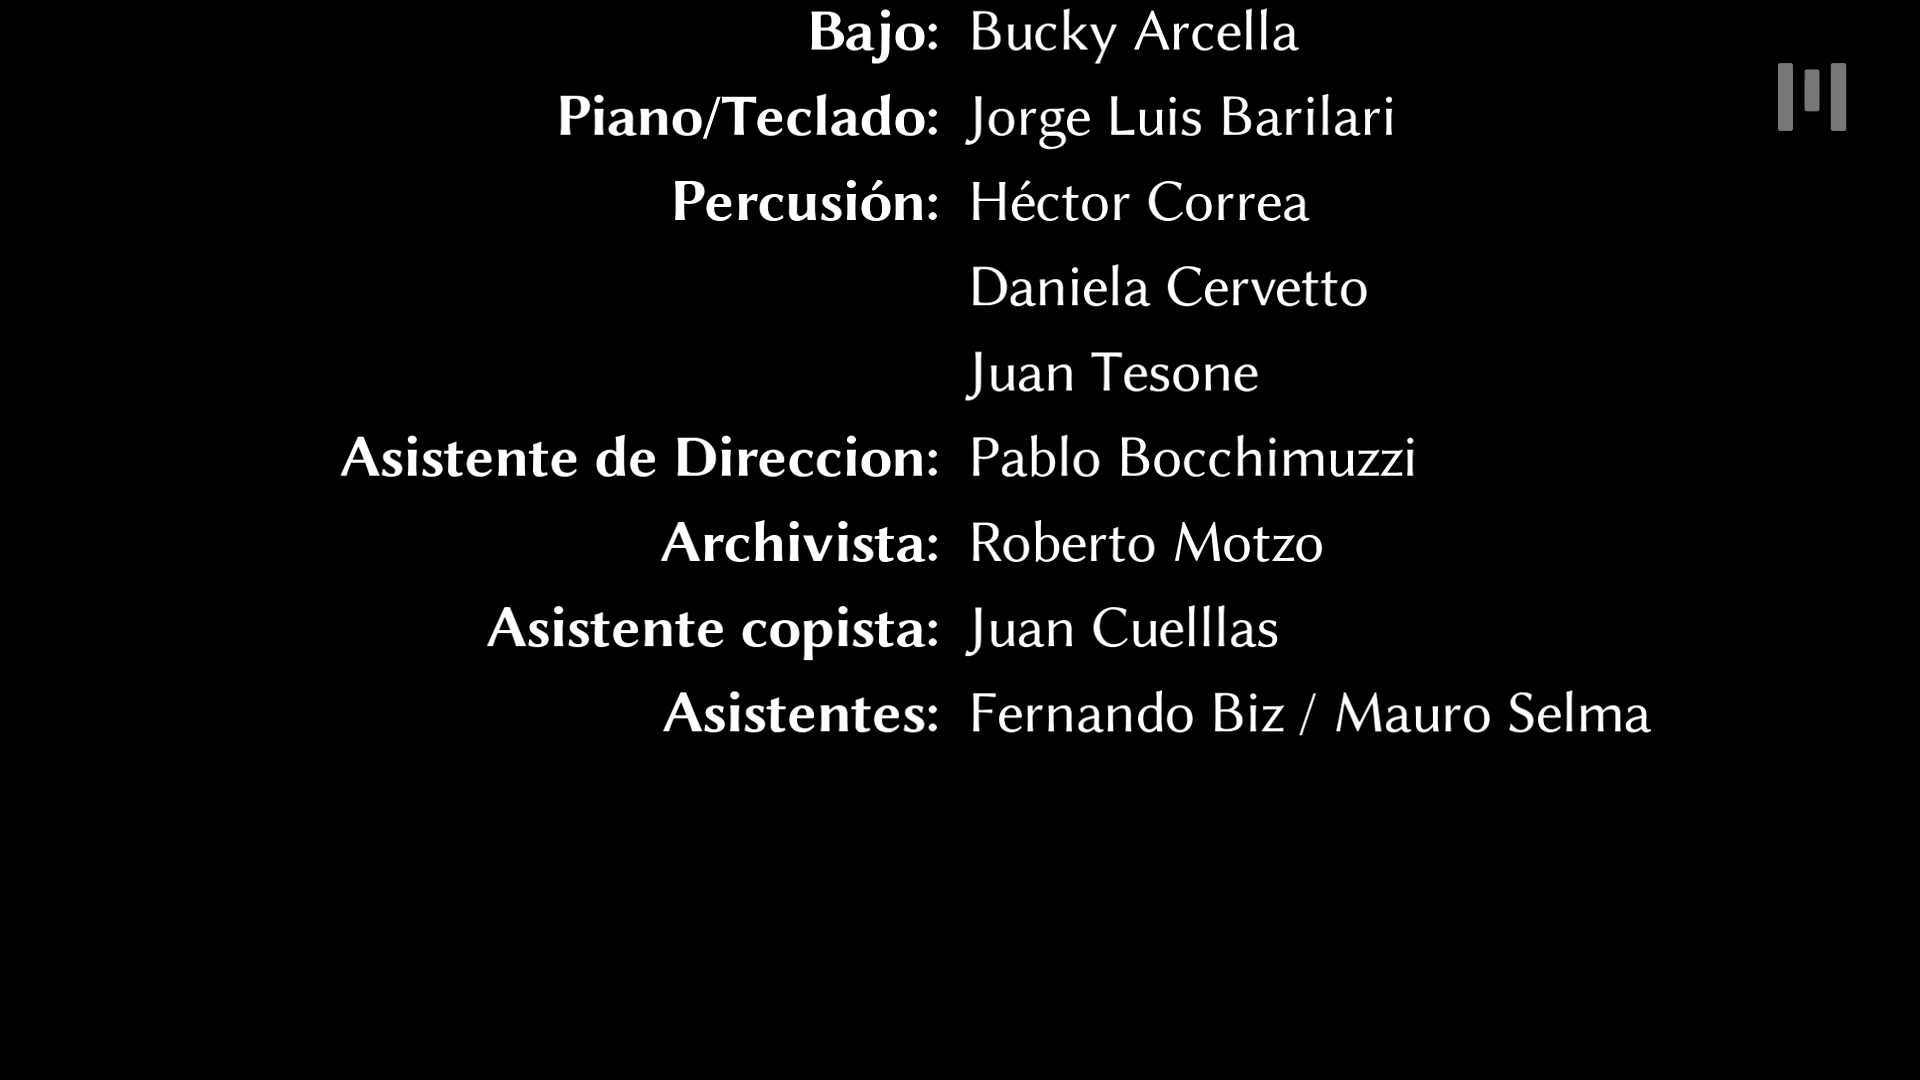 Bajo: Bucky Arcella
Piano/Teclado: Jorge Luis Barilari
Percusión: Héctor Correa
Daniela Cervetto
Juan Tesone
Asistente de Direccion: Pablo Bocchimuzzi
Archivista: Roberto Motzo
Asistente copista: Juan Cuelllas
Asistentes: Fernando Biz / Mauro Selma